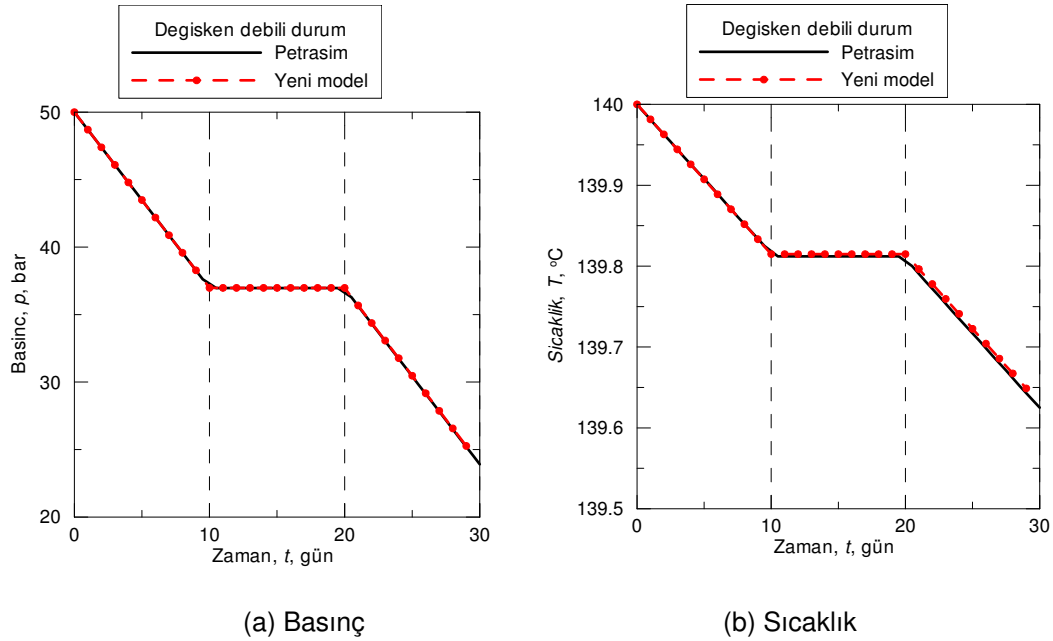 Degisken debili durum
Petrasim
Yeni model
50
40
30
20
Basinc, p, bar
0
10
20
30
Zaman, t, gün
(a) Basınç
Degisken debili durum
Petrasim
Yeni model
140
139.9
139.8
139.7
139.6
139.5
Sicaklik, T, °C
0
10
20
30
Zaman, t, gün
(b) Sıcaklık